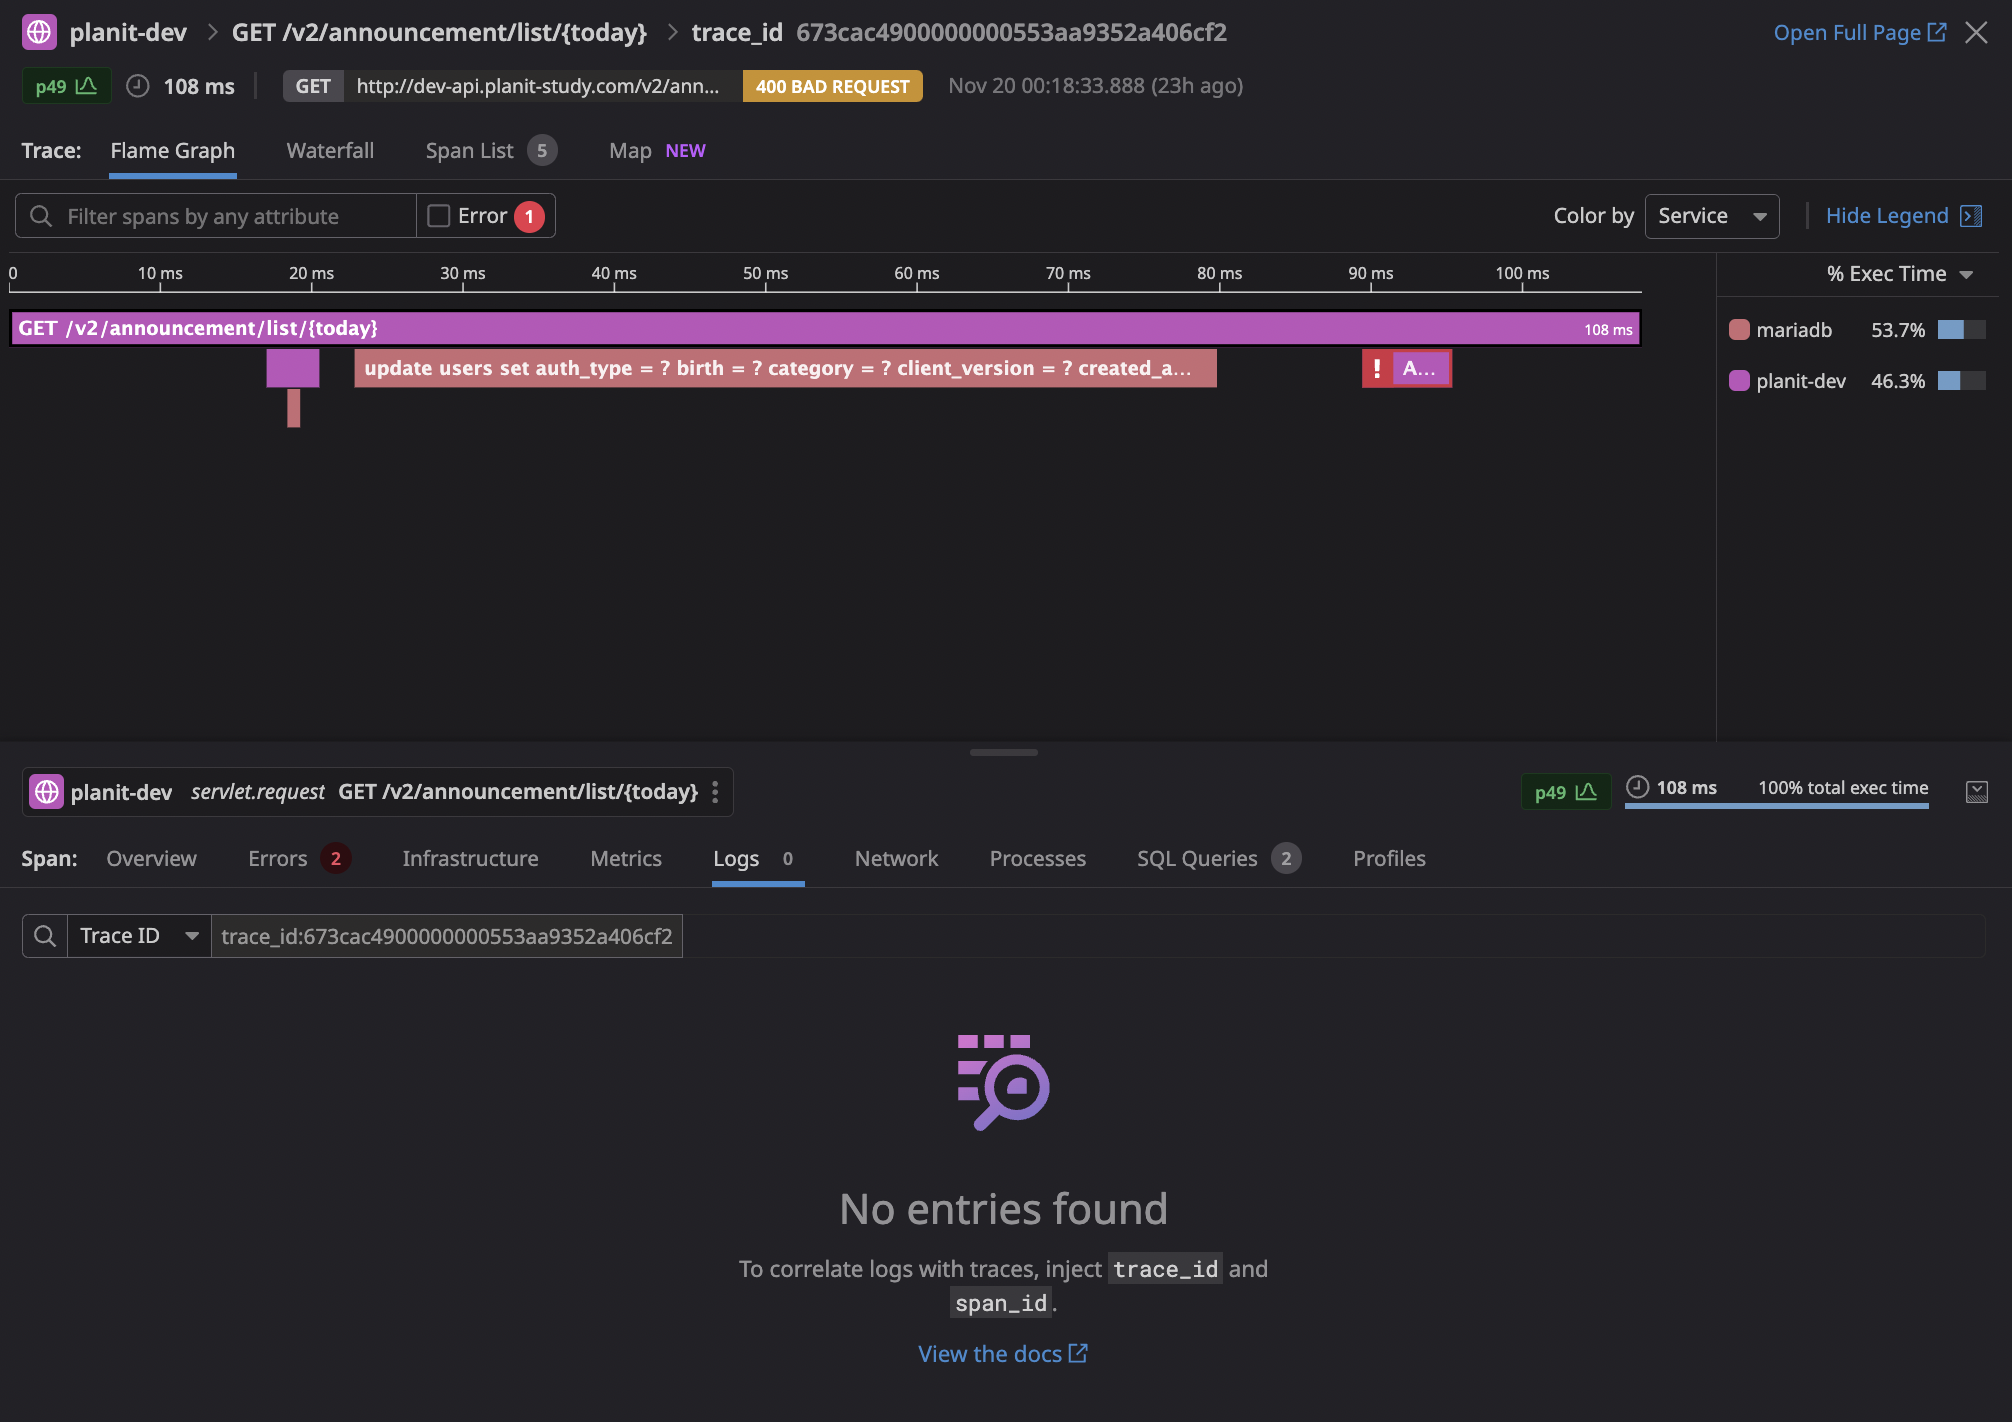 planit-dev > GET /v2/announcement/list/{today} > trace_id 673cac4900000000553aa9352a406cf2
Open Full Page
p49 108 ms GET http://dev-api.planit-study.com/v2/ann... 400 BAD REQUEST Nov 20 00:18:33.888 (23h ago)
Trace: Flame Graph Waterfall Span List 5 Map NEW
Filter spans by any attribute Error 1 Color by Service Hide Legend
0 10 ms 20 ms 30 ms 40 ms 50 ms 60 ms 70 ms 80 ms 90 ms 100 ms
% Exec Time
GET /v2/announcement/list/{today} 108 ms
mariadb 53.7%
update users set auth_type = ? birth = ? category = ? client_version = ? created_a... ! A...
planit-dev 46.3%
planit-dev servlet.request GET /v2/announcement/list/{today}
p49 108 ms 100% total exec time
Span: Overview Errors 2 Infrastructure Metrics Logs 0 Network Processes SQL Queries 2 Profiles
Trace ID trace_id:673cac4900000000553aa9352a406cf2
No entries found
To correlate logs with traces, inject trace_id and
span_id.
View the docs